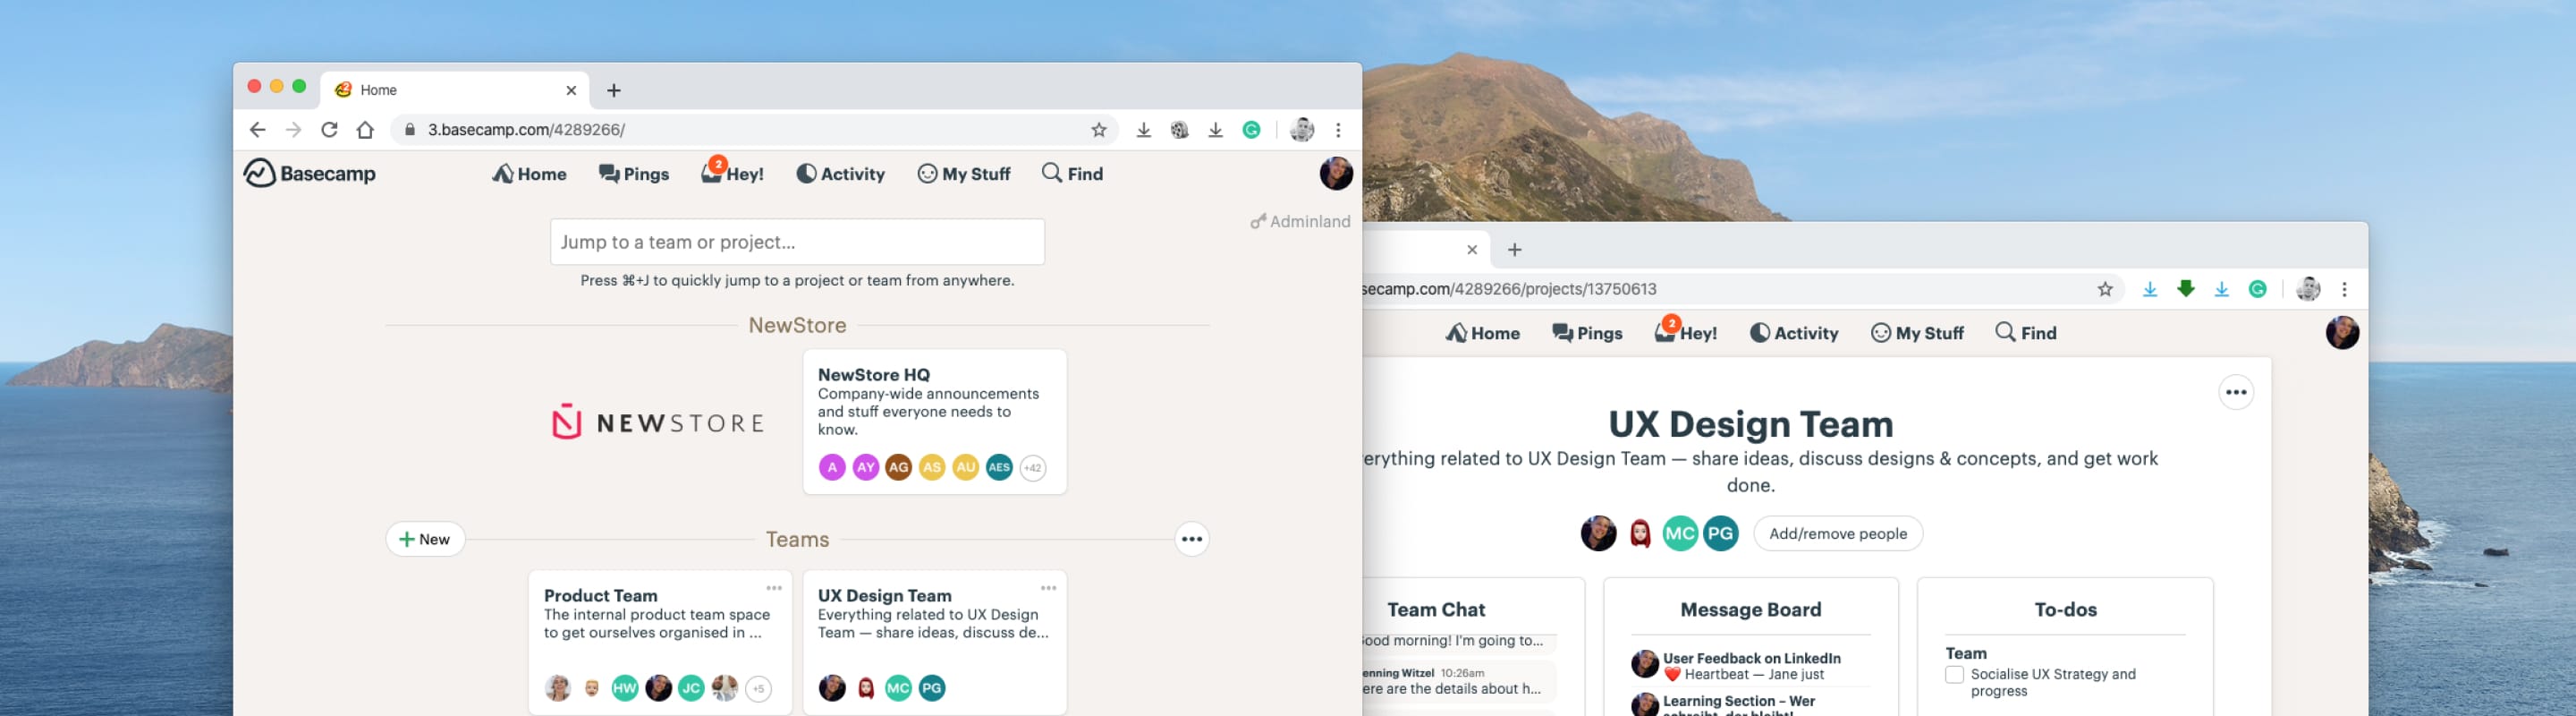 Home
3.basecamp.com/4289266/
Basecamp
Home
Pings
2
Hey!
Activity
My Stuff
Find
Adminland
Jump to a team or project...
Press ⌘+J to quickly jump to a project or team from anywhere.
NewStore
NEWSTORE
NewStore HQ
Company-wide announcements
and stuff everyone needs to
know.
A AY AG AS AU AES +42
New
Teams
Product Team
The internal product team space
to get ourselves organised in ...
HW JC +5
UX Design Team
Everything related to UX Design
Team — share ideas, discuss de...
MC PG
secamp.com/4289266/projects/13750613
Home
Pings
2
Hey!
Activity
My Stuff
Find
UX Design Team
verything related to UX Design Team — share ideas, discuss designs & concepts, and get work
done.
MC PG
Add/remove people
Team Chat
ood morning! I'm going to...
enning Witzel 10:26am
ere are the details about h...
Message Board
User Feedback on LinkedIn
❤️ Heartbeat — Jane just
Learning Section – Wer
schreibt, der bleibt!
To-dos
Team
Socialise UX Strategy and
progress